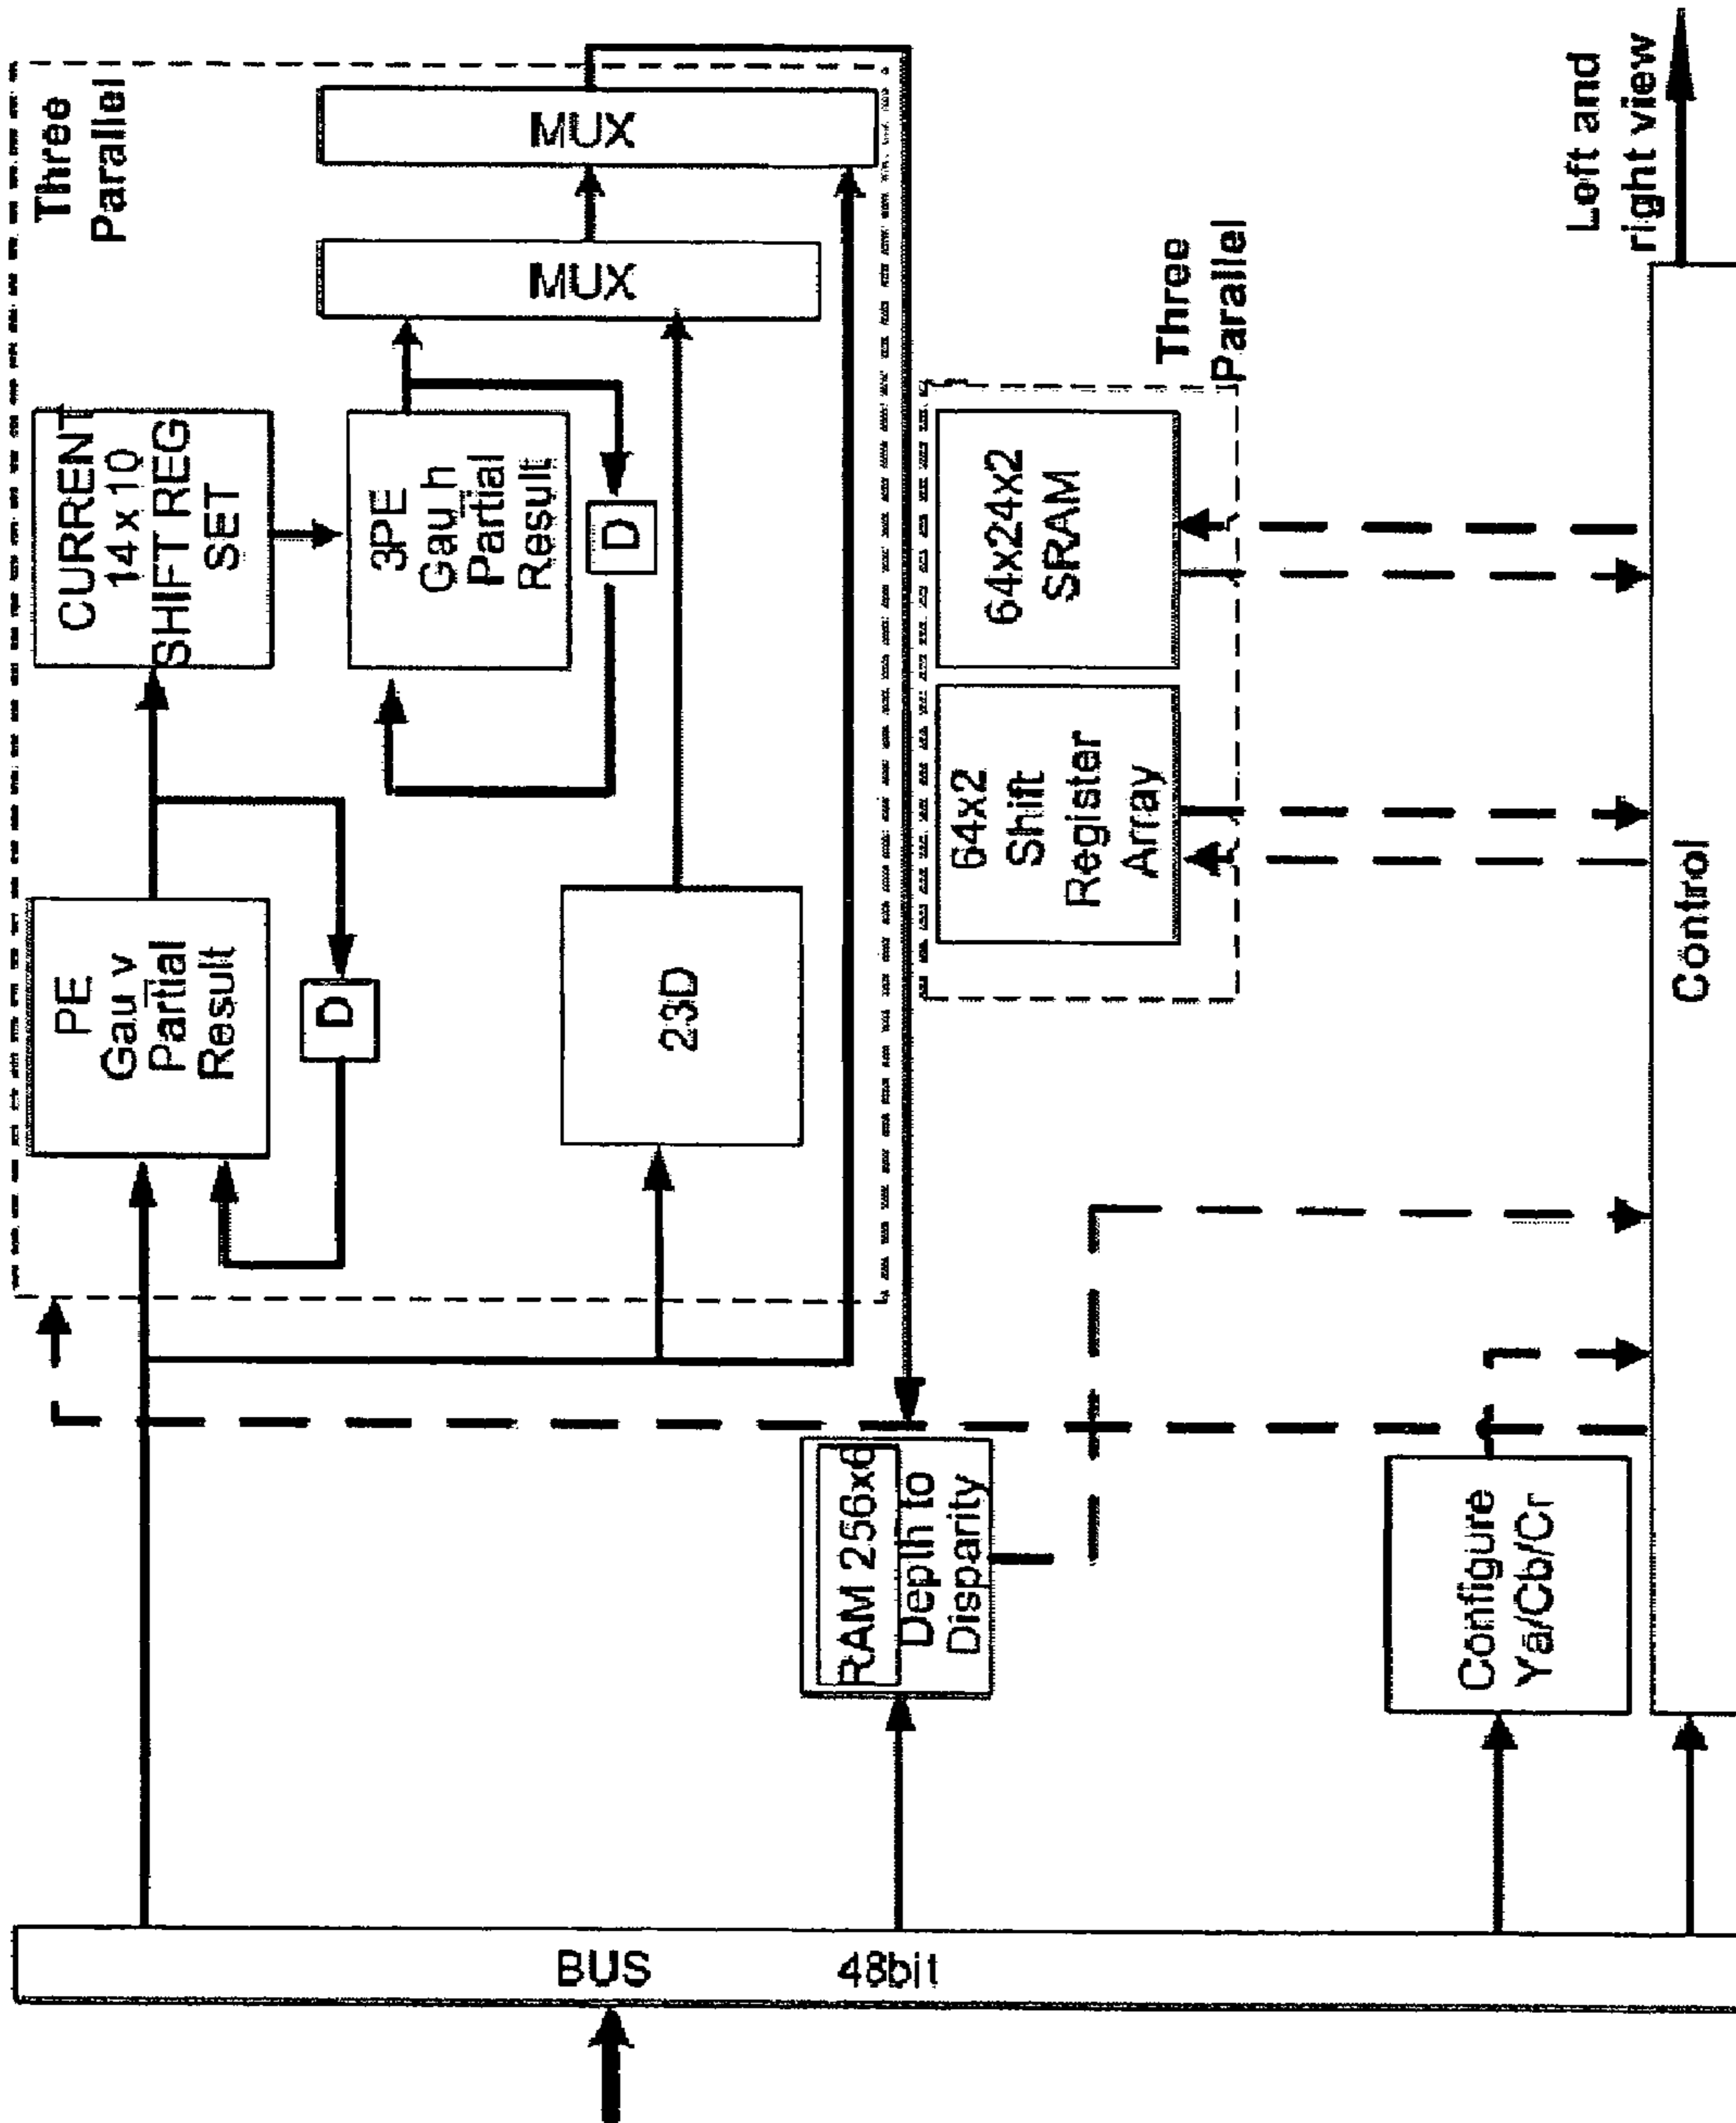 Three
Parallel
PE
Gau v
Partial
Result
D
CURRENT
14 x 10
SHIFT REG
SET
3PE
Gau h
Partial
Result
D
23D
MUX
MUX
BUS 48bit
RAM 256x6
Depth to
Disparity
64x2
Shift
Register
Array
64x24x2
SRAM
Three
Parallel
Configure
Ya/Cb/Cr
Control
Left and
right view